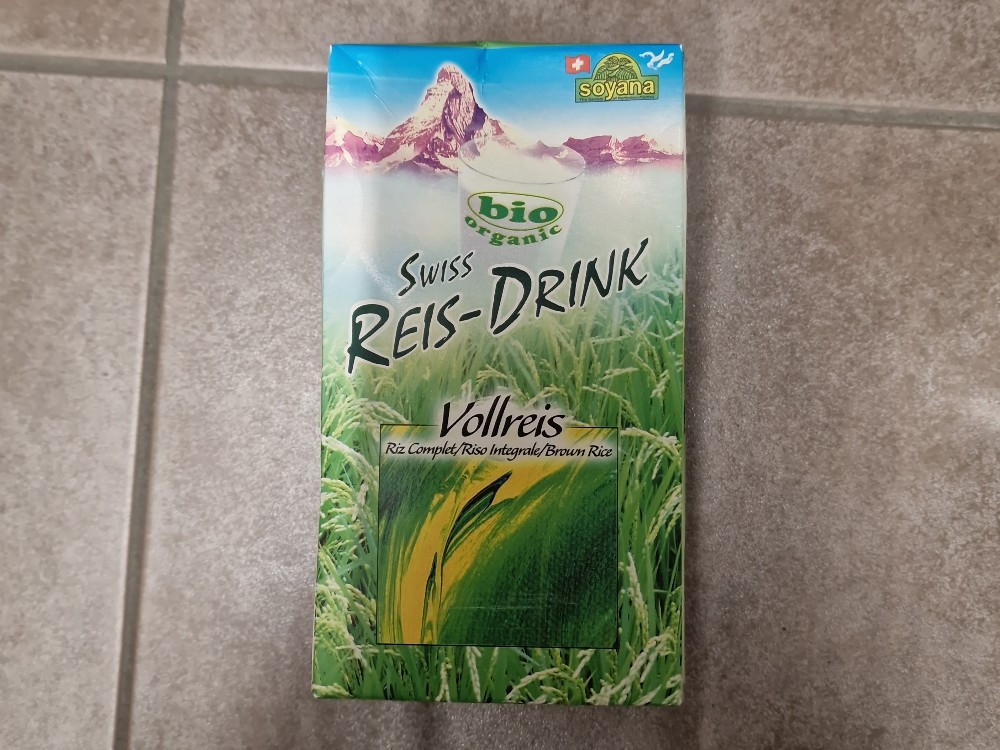 soyana
bio
organic
Swiss
Reis-Drink
Vollreis
Riz Complet/Riso Integrale/Brown Rice